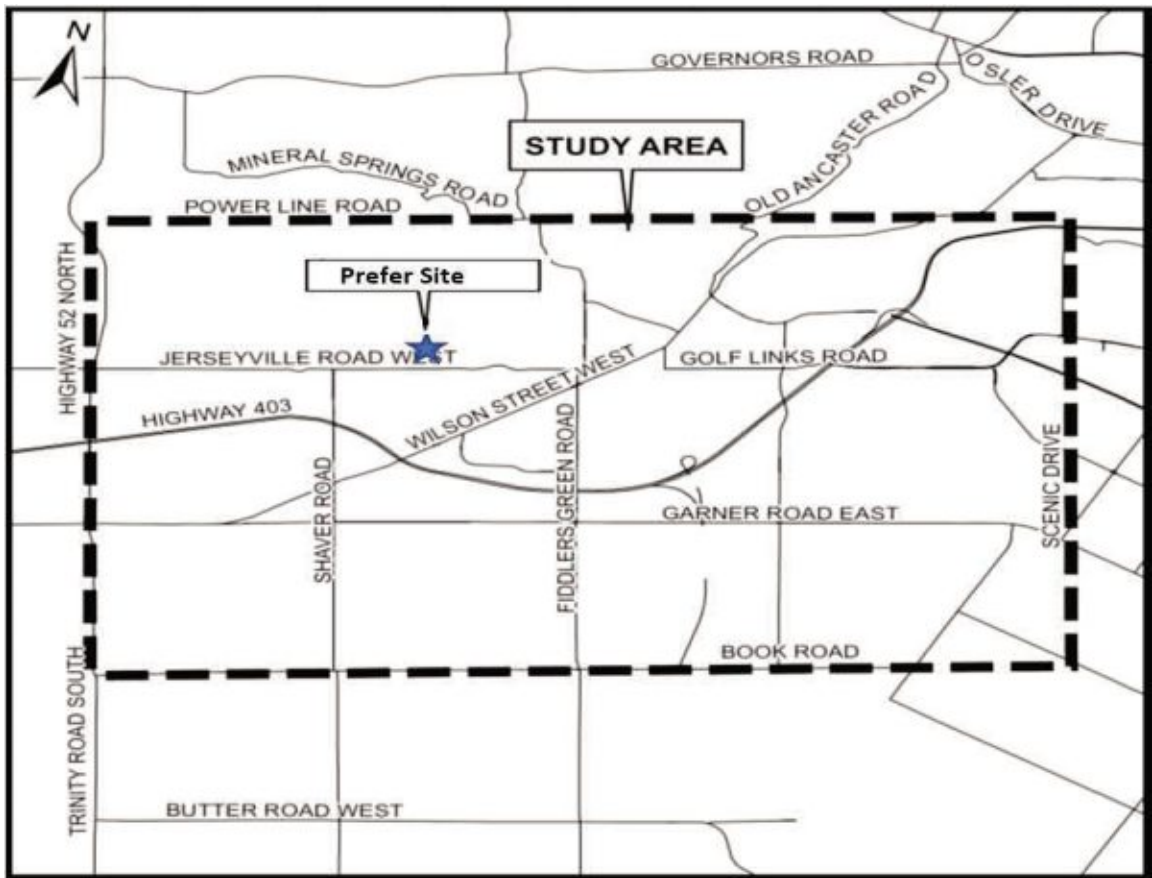 N
GOVERNORS ROAD
OSLER DRIVE
OLD ANCASTER ROAD
STUDY AREA
MINERAL SPRINGS ROAD
POWER LINE ROAD
HIGHWAY 52 NORTH
Prefer Site
JERSEYVILLE ROAD WEST
GOLF LINKS ROAD
WILSON STREET WEST
HIGHWAY 403
SHAVER ROAD
FIDDLERS GREEN ROAD
GARNER ROAD EAST
SCENIC DRIVE
BOOK ROAD
TRINITY ROAD SOUTH
BUTTER ROAD WEST